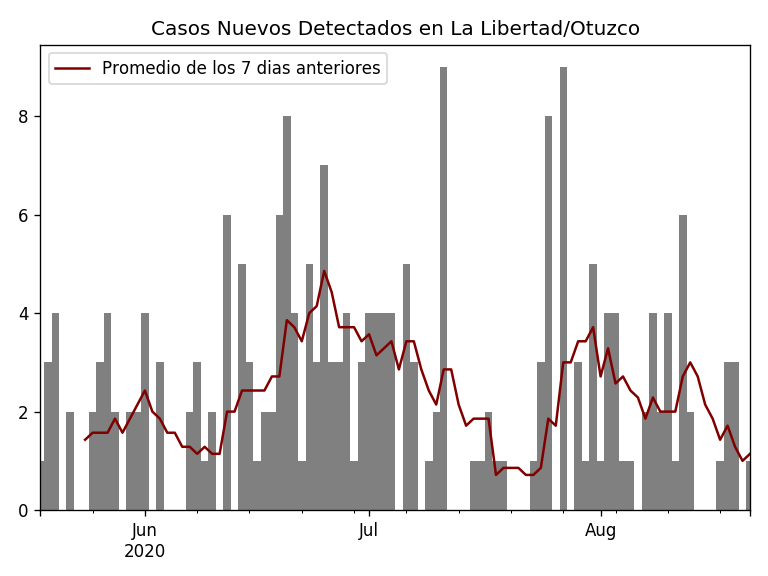 Casos Nuevos Detectados en La Libertad/Otuzco
Promedio de los 7 dias anteriores
8
6
4
2
0
Jun
2020
Jul
Aug